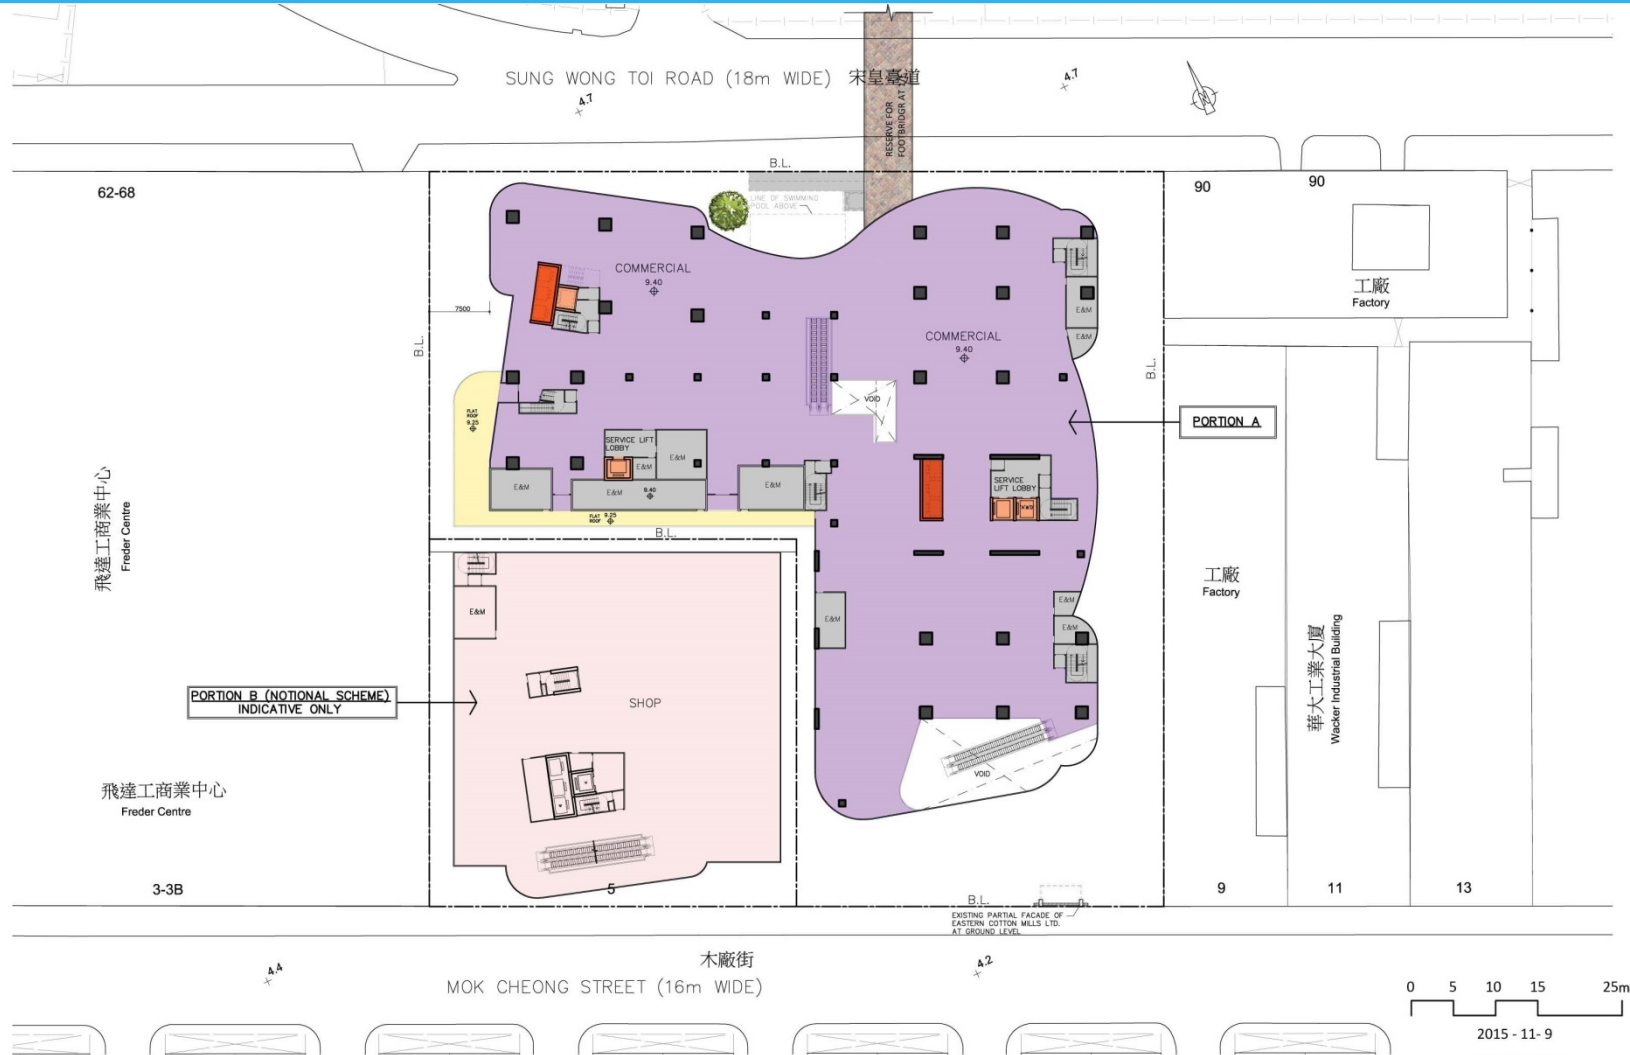 SUNG WONG TOI ROAD (18m WIDE) 宋皇臺道
4.7
4.7
RESERVE FOR
FOOTBRIDGR AT
B.L.
62-68
LINE OF SWIMMING
POOL ABOVE
90
90
COMMERCIAL
9.40
工廠
Factory
E&M
7500
COMMERCIAL
9.40
E&M
B.L.
B.L.
VOID
FLAT
ROOF
9.25
PORTION A
SERVICE LIFT
LOBBY
E&M
E&M
E&M
E&M
9.40
E&M
SERVICE
LIFT LOBBY
FLAT
ROOF
9.25
B.L.
飛達工商業中心
Freder Centre
工廠
Factory
E&M
E&M
E&M
E&M
華大工業大廈
Wacker Industrial Building
PORTION B (NOTIONAL SCHEME)
INDICATIVE ONLY
SHOP
VOID
飛達工商業中心
Freder Centre
3-3B
5
9
11
13
B.L.
EXISTING PARTIAL FACADE OF
EASTERN COTTON MILLS LTD.
AT GROUND LEVEL
木廠街
MOK CHEONG STREET (16m WIDE)
4.4
4.2
0 5 10 15 25m
2015 - 11- 9